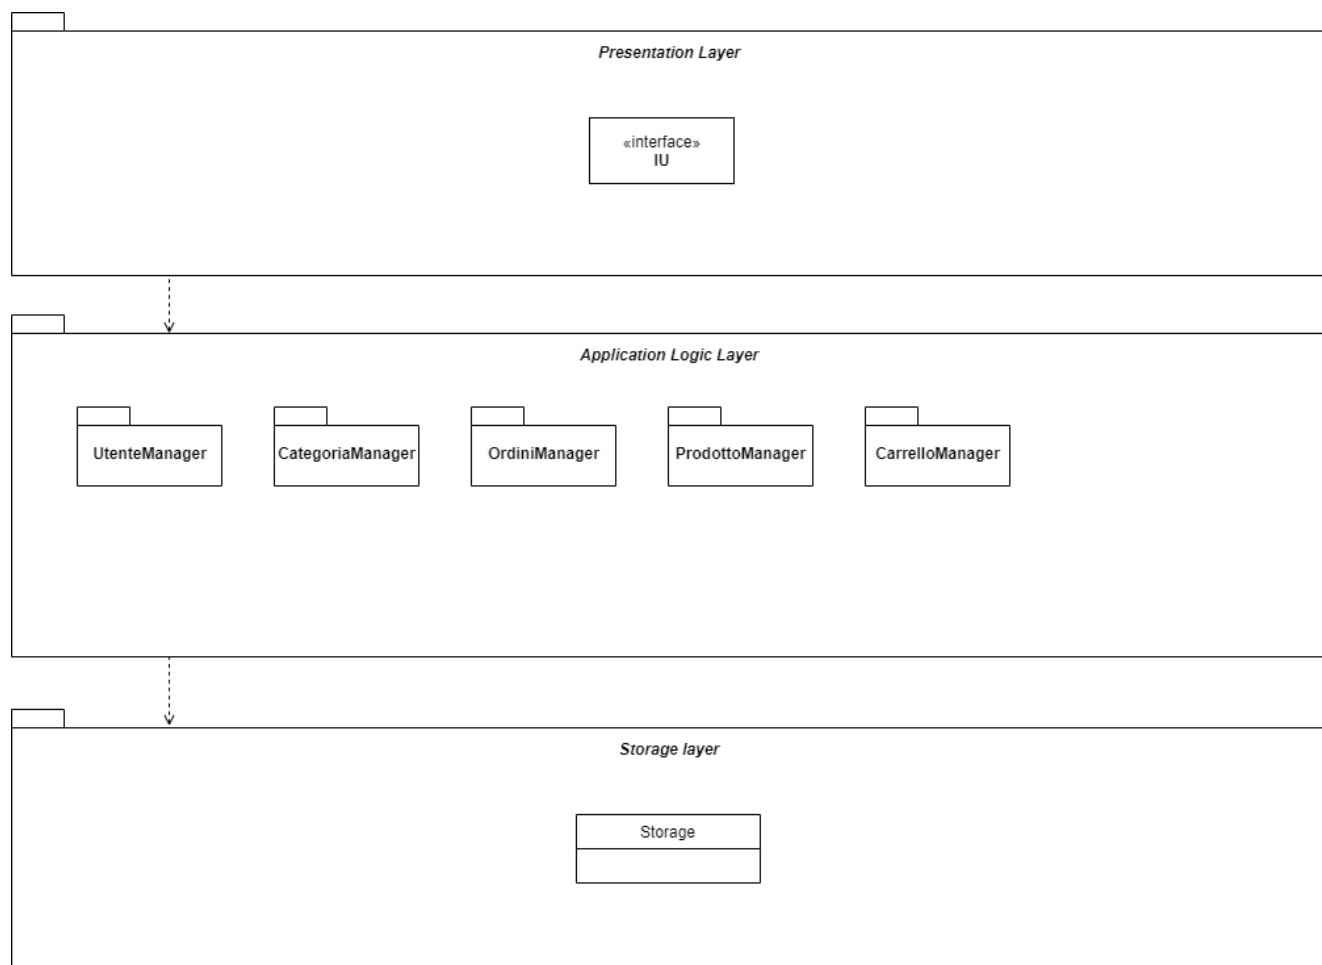 Presentation Layer
«interface»
IU
Application Logic Layer
UtenteManager
CategoriaManager
OrdiniManager
ProdottoManager
CarrelloManager
Storage layer
Storage